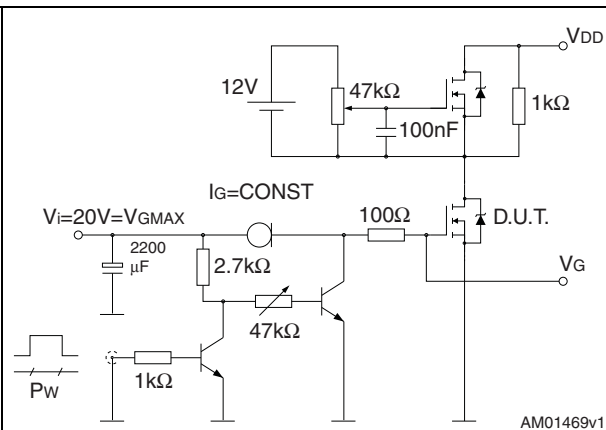 VDD
12V
47kΩ
1kΩ
100nF
IG=CONST
Vi=20V=VGMAX
100Ω
D.U.T.
2200
μF
2.7kΩ
VG
47kΩ
1kΩ
PW
AM01469v1